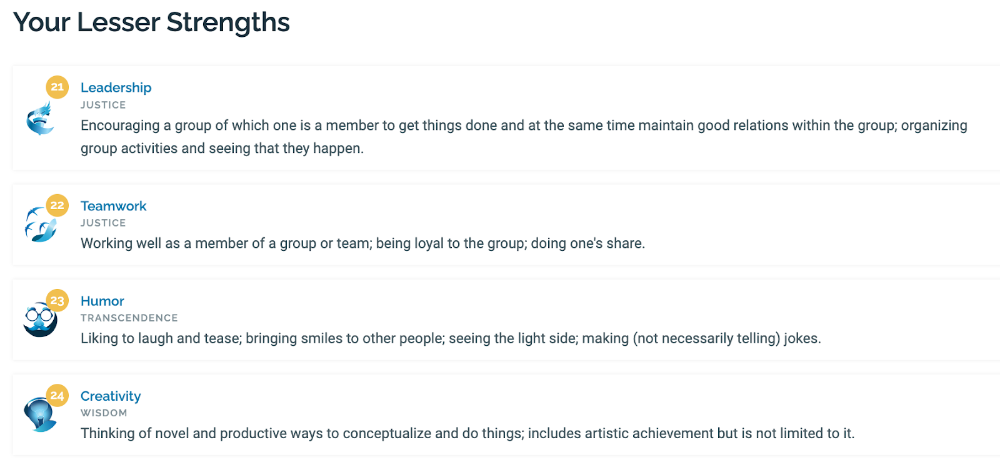 Your Lesser Strengths
21
Leadership
JUSTICE
Encouraging a group of which one is a member to get things done and at the same time maintain good relations within the group; organizing
group activities and seeing that they happen.
22
Teamwork
JUSTICE
Working well as a member of a group or team; being loyal to the group; doing one's share.
23
Humor
TRANSCENDENCE
Liking to laugh and tease; bringing smiles to other people; seeing the light side; making (not necessarily telling) jokes.
24
Creativity
WISDOM
Thinking of novel and productive ways to conceptualize and do things; includes artistic achievement but is not limited to it.